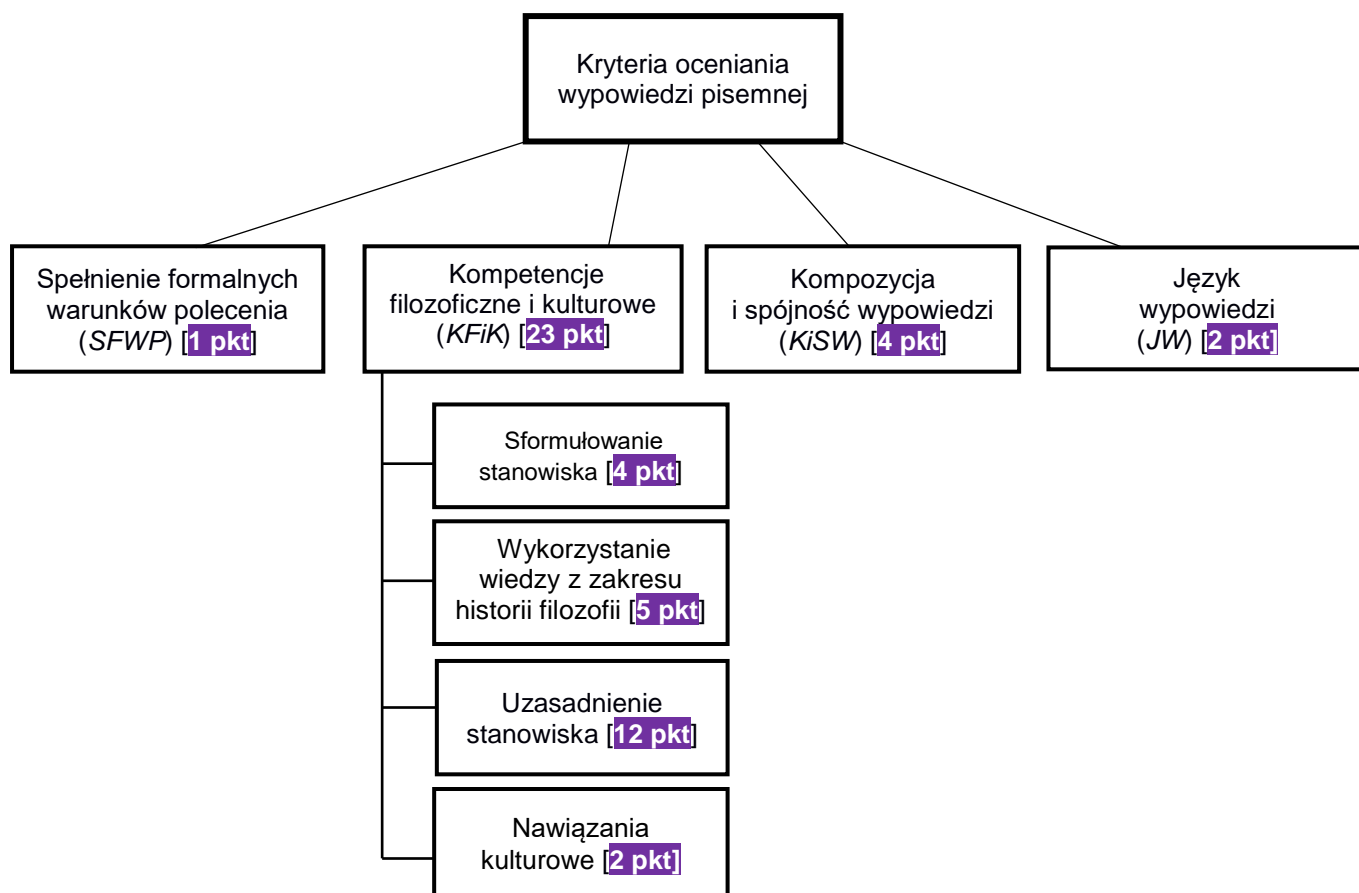 Kryteria oceniania
wypowiedzi pisemnej
Spełnienie formalnych
warunków polecenia
(SFWP) [1 pkt]
Kompetencje
filozoficzne i kulturowe
(KFiK) [23 pkt]
Kompozycja
i spójność wypowiedzi
(KiSW) [4 pkt]
Język
wypowiedzi
(JW) [2 pkt]
Sformułowanie
stanowiska [4 pkt]
Wykorzystanie
wiedzy z zakresu
historii filozofii [5 pkt]
Uzasadnienie
stanowiska [12 pkt]
Nawiązania
kulturowe [2 pkt]